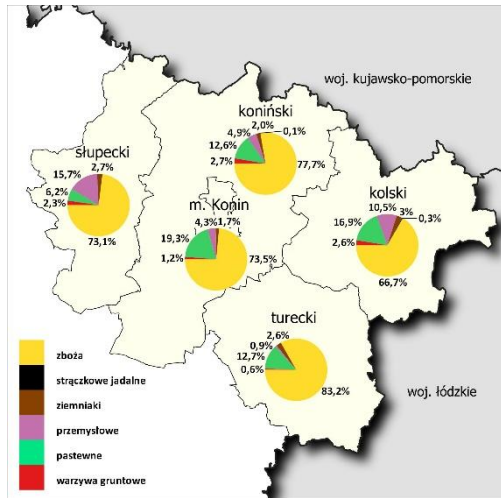 woj. kujawsko-pomorskie
koniński
2,0%
4,9%
0,1%
12,6%
2,7%
77,7%
słupecki
2,7%
15,7%
6,2%
2,3%
73,1%
m. Konin
4,3%
1,7%
19,3%
1,2%
73,5%
kolski
10,5%
3%
0,3%
16,9%
2,6%
66,7%
turecki
2,6%
0,9%
12,7%
0,6%
83,2%
woj. łódzkie
zboża
strączkowe jadalne
ziemniaki
przemysłowe
pastewne
warzywa gruntowe